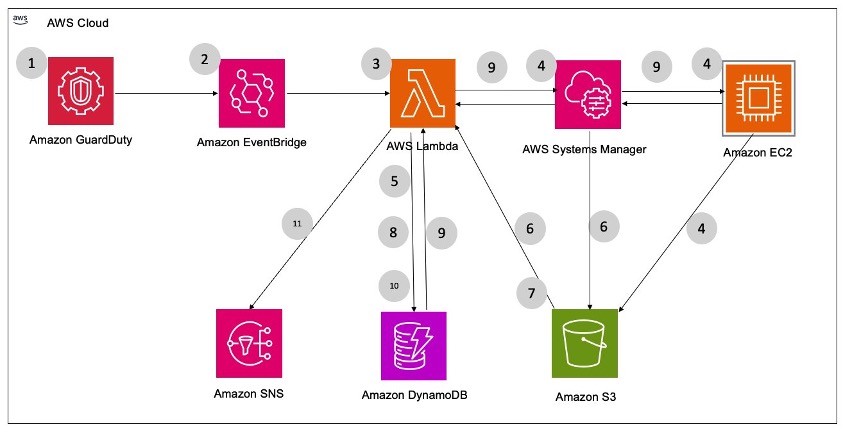 aws
AWS Cloud
1
2
3
9
4
9
4
Amazon GuardDuty
Amazon EventBridge
AWS Lambda
AWS Systems Manager
Amazon EC2
5
11
8
9
6
6
4
10
7
Amazon SNS
Amazon DynamoDB
Amazon S3